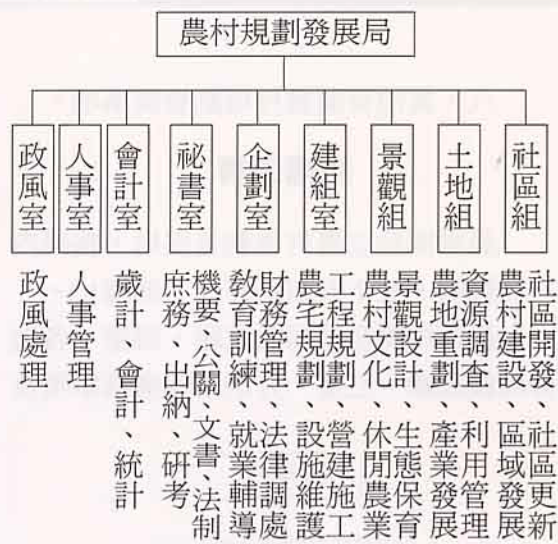 農村規劃發展局
社區組
社區開發、社區更新
農村建設、區域發展
土地組
資源調查、利用管理
農地重劃、產業發展
景觀組
景觀設計、生態保育
農村文化、休閒農業
建組室
工程規劃、營建施工
農宅規劃、設施維護
企劃室
財務管理、法律調處
教育訓練、就業輔導
祕書室
機要、公關、文書、法制
庶務、出納、研考
會計室
歲計、會計、統計
人事室
人事管理
政風室
政風處理